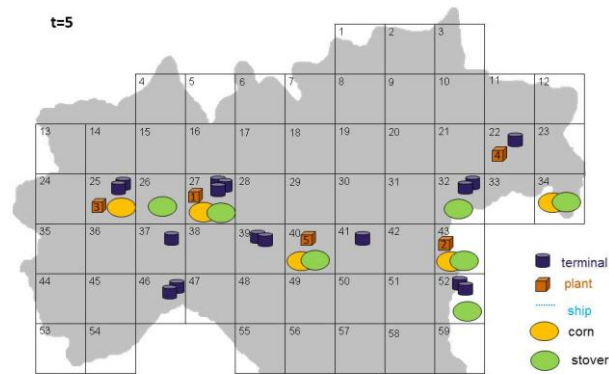 t=5
1 2 3
4 5 6 7 8 9 10 11 12
13 14 15 16 17 18 19 20 21 22 23
4
24 25 26 27 28 29 30 31 32 33 34
3 1
35 36 37 38 39 40 41 42 43
5 2
44 45 46 47 48 49 50 51 52
53 54 55 56 57 58 59
terminal
plant
ship
corn
stover